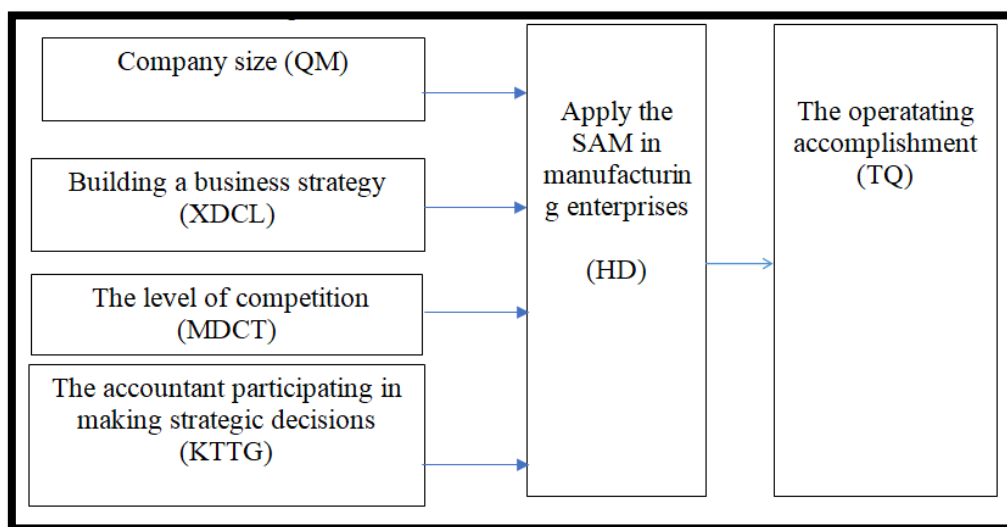 Company size (QM)
Building a business strategy
(XDCL)
The level of competition
(MDCT)
The accountant participating in
making strategic decisions
(KTTG)
Apply the
SAM in
manufacturin
g enterprises
(HD)
The operatating
accomplishment
(TQ)